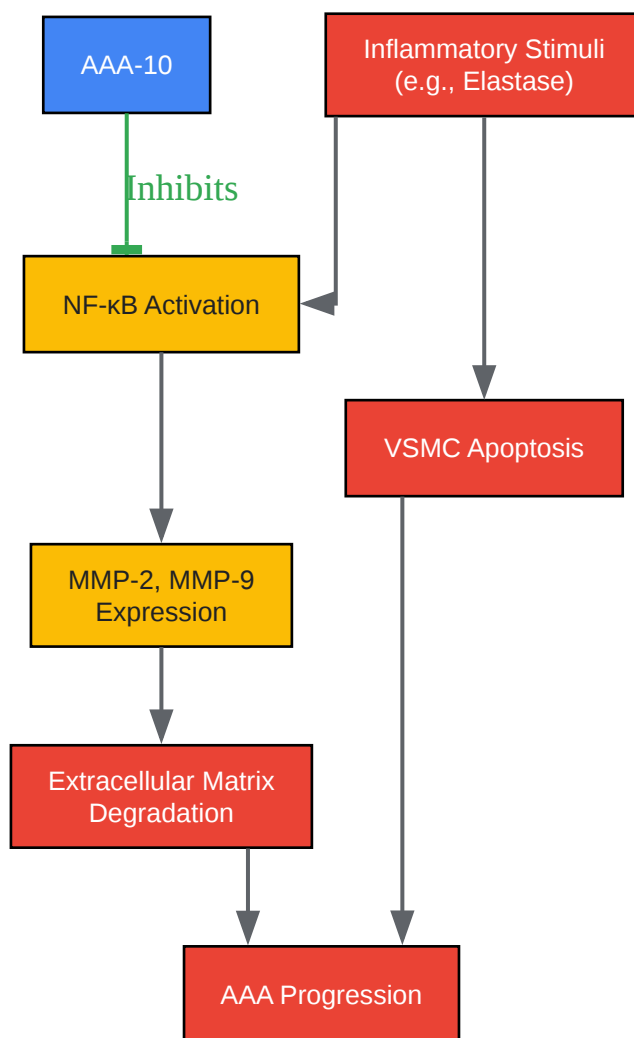 AAA-10
Inflammatory Stimuli
(e.g., Elastase)
Inhibits
NF-κB Activation
VSMC Apoptosis
MMP-2, MMP-9
Expression
Extracellular Matrix
Degradation
AAA Progression